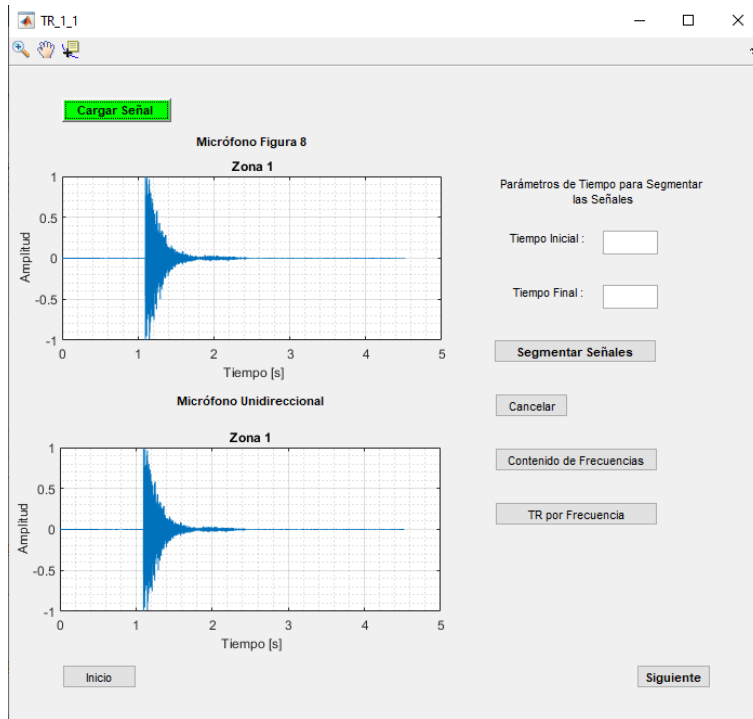 TR_1_1
Cargar Señal
Micrófono Figura 8
Zona 1
1
0.5
0
-0.5
-1
Amplitud
0 1 2 3 4 5
Tiempo [s]
Micrófono Unidireccional
Zona 1
1
0.5
0
-0.5
-1
Amplitud
0 1 2 3 4 5
Tiempo [s]
Inicio
Parámetros de Tiempo para Segmentar
las Señales
Tiempo Inicial :
Tiempo Final :
Segmentar Señales
Cancelar
Contenido de Frecuencias
TR por Frecuencia
Siguiente